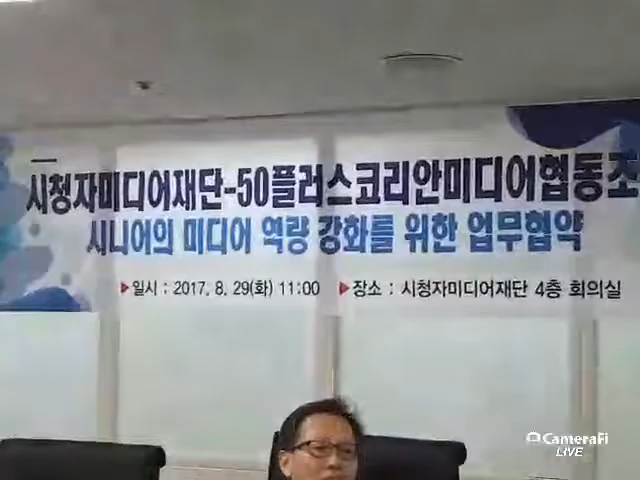 시청자미디어재단-50플러스코리안미디어협동조
시니어의 미디어 역량 강화를 위한 업무협약
▶일시 : 2017. 8. 29(화) 11:00 ▶장소 : 시청자미디어재단 4층 회의실
CameraFi
LIVE